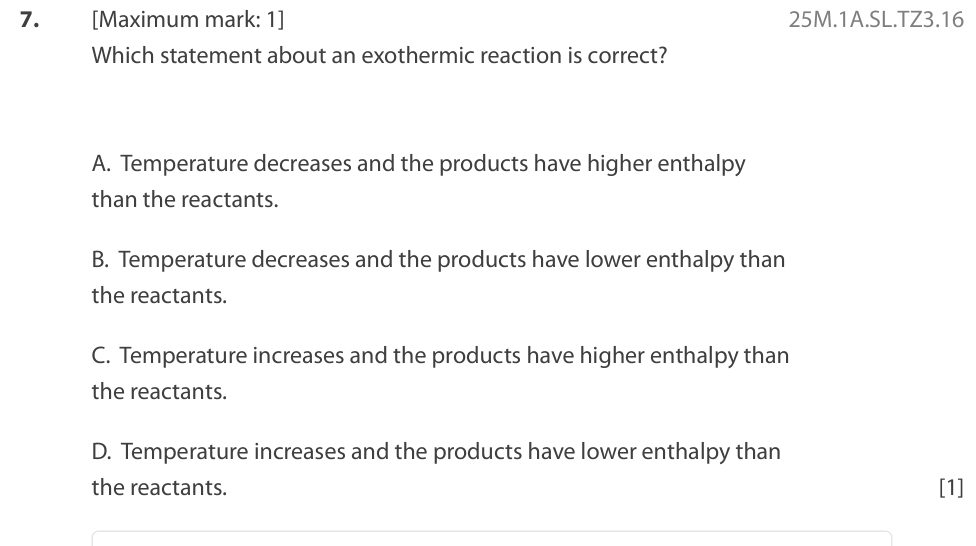 7. [Maximum mark: 1] 25M.1A.SL.TZ3.16
Which statement about an exothermic reaction is correct?
A. Temperature decreases and the products have higher enthalpy
than the reactants.
B. Temperature decreases and the products have lower enthalpy than
the reactants.
C. Temperature increases and the products have higher enthalpy than
the reactants.
D. Temperature increases and the products have lower enthalpy than
the reactants. [1]